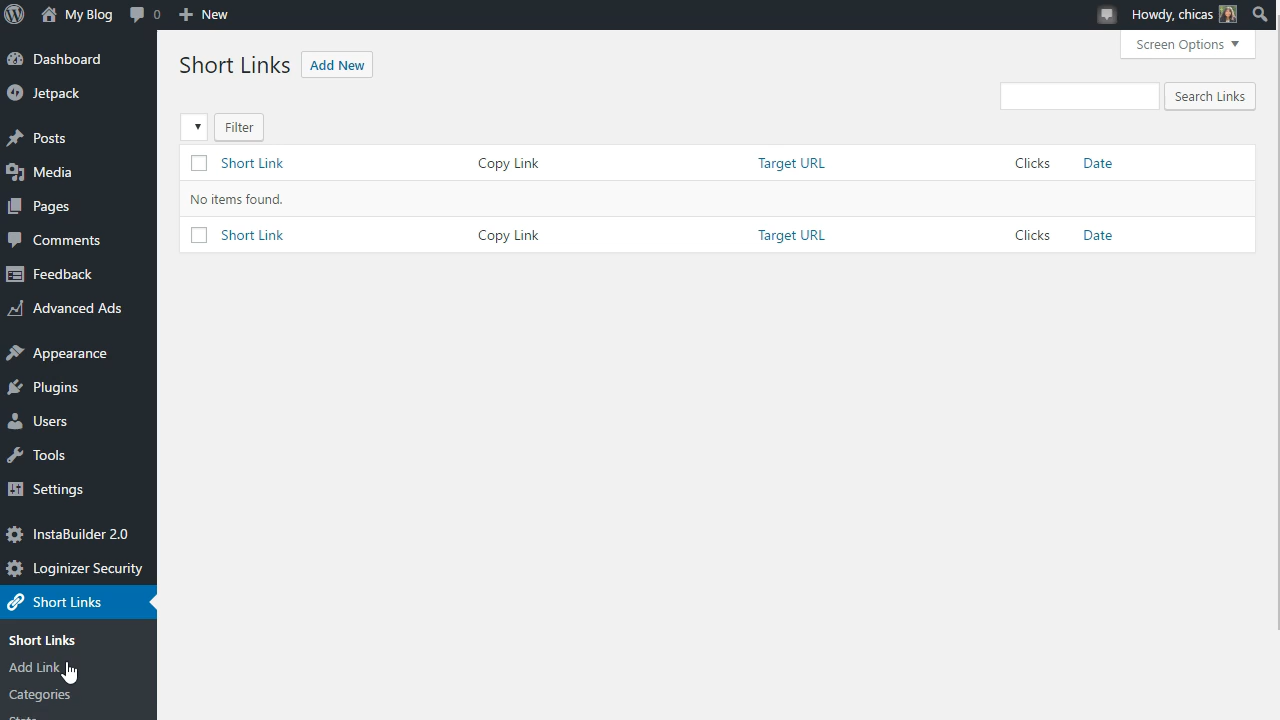 My Blog 0 New Howdy, chicas
Screen Options
Short Links Add New
Search Links
Filter
Short Link Copy Link Target URL Clicks Date
No items found.
Short Link Copy Link Target URL Clicks Date
Dashboard
Jetpack
Posts
Media
Pages
Comments
Feedback
Advanced Ads
Appearance
Plugins
Users
Tools
Settings
InstaBuilder 2.0
Loginizer Security
Short Links
Short Links
Add Link
Categories